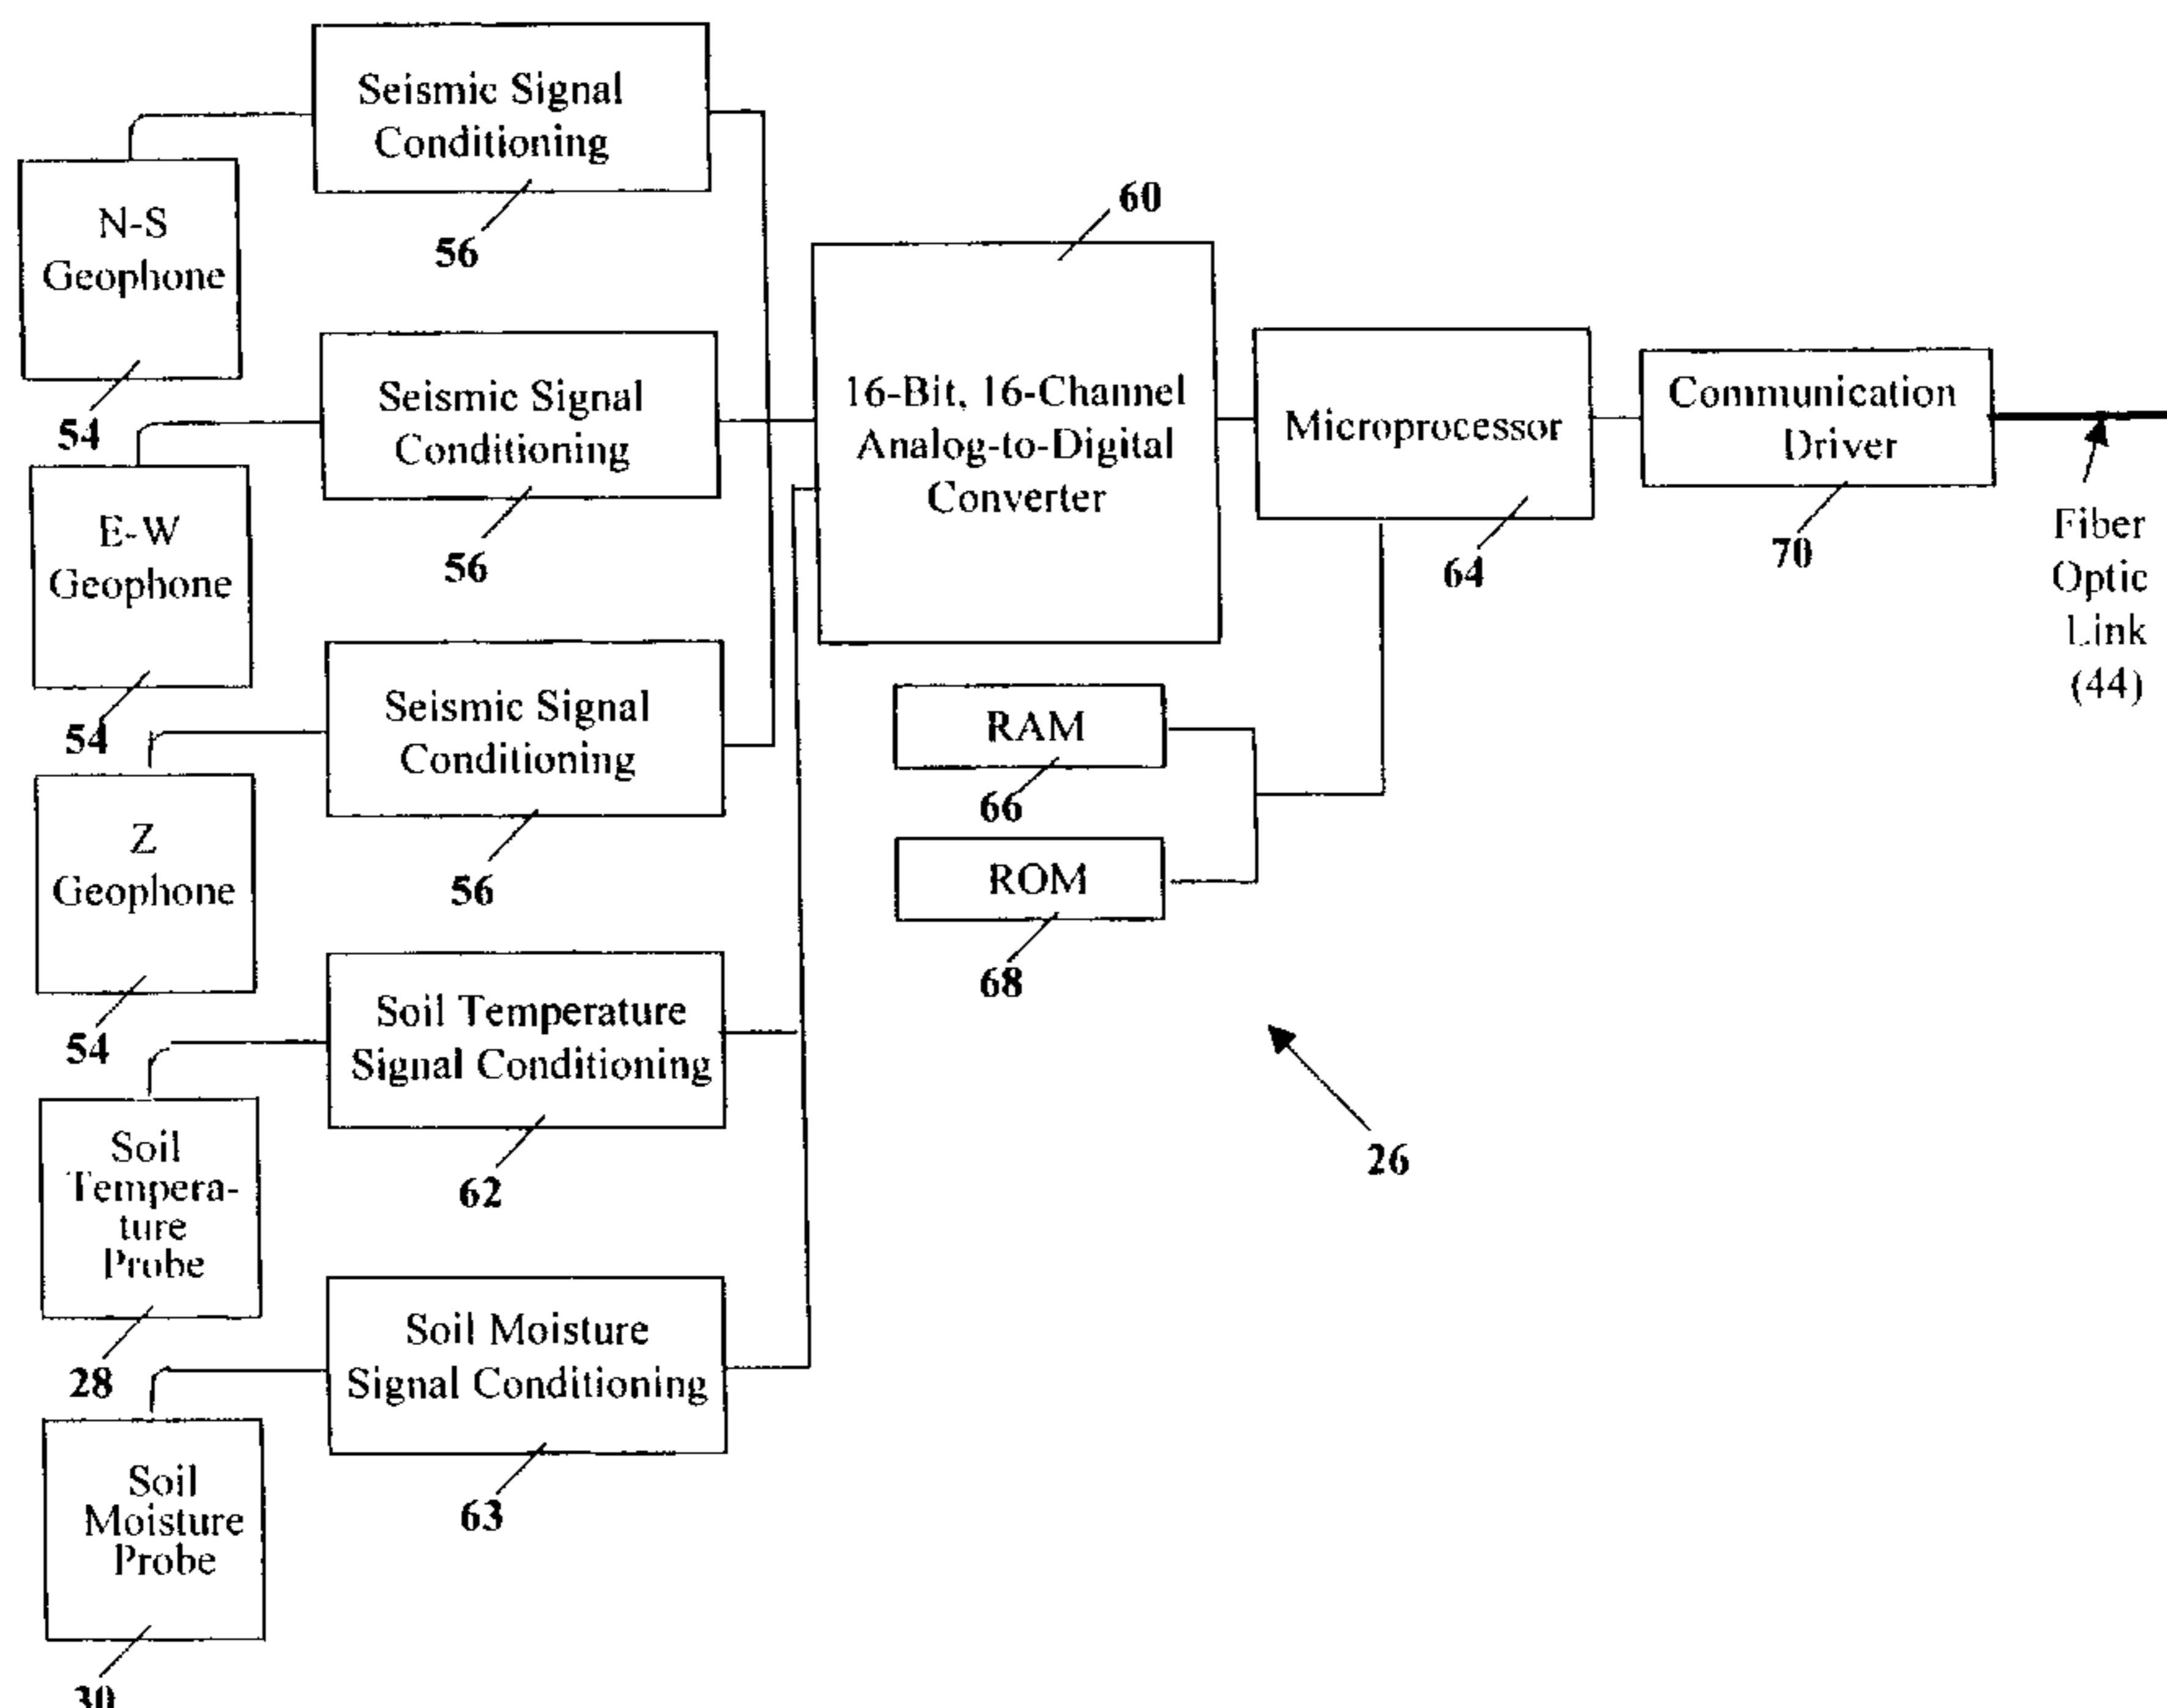 Seismic Signal
Conditioning
56
N-S
Geophone
54
Seismic Signal
Conditioning
56
E-W
Geophone
54
Seismic Signal
Conditioning
56
Z
Geophone
54
Soil Temperature
Signal Conditioning
62
Soil
Tempera-
ture
Probe
28
Soil Moisture
Signal Conditioning
63
Soil
Moisture
Probe
30
60
16-Bit, 16-Channel
Analog-to-Digital
Converter
Microprocessor
64
Communication
Driver
70
Fiber
Optic
Link
(44)
RAM
66
ROM
68
26